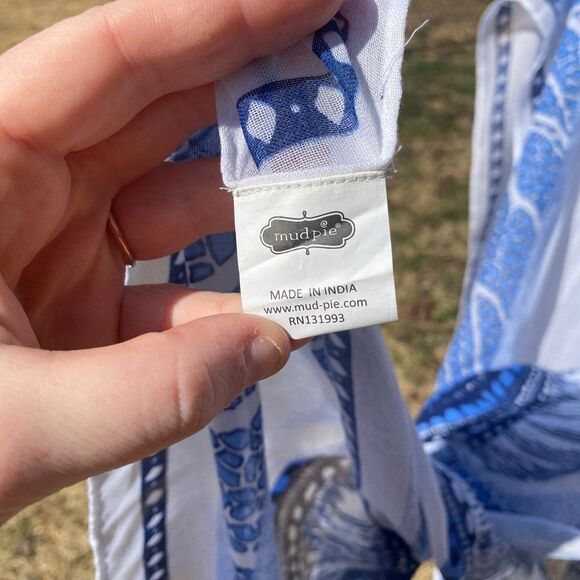 mudpie®
MADE IN INDIA
www.mud-pie.com
RN131993